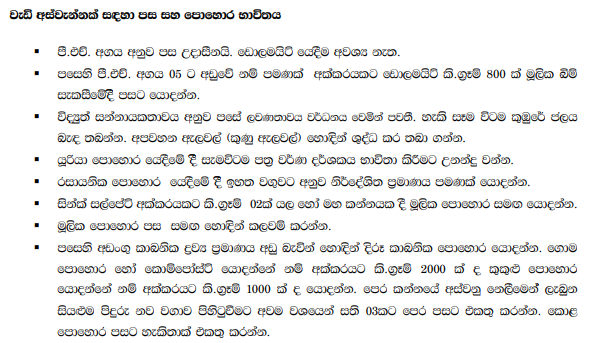 වැඩි අස්වැන්නක් සඳහා පස සහ පොහොර භාවිතය
▪ පී.එච්. අගය අනුව පස උදාසීනයි. ඩොලමයිට් යෙදීම අවශ්‍ය නැත.
▪ පසෙහි පී.එච්. අගය 05 ට අඩුවේ නම් පමණක් අක්කරයකට ඩොලමයිට් කි.ග්‍රෑම් 800 ක් මූලික බිම්
සැකසීමේදී පසට යොදන්න.
▪ විද්‍යුත් සන්නායකතාවය අනුව පසේ ලවණතාවය වර්ධනය වෙමින් පවතී. හැකි සෑම විටම කුඹුරේ ජලය
බැඳ තබන්න. අපවහන ඇලවල් (කුණු ඇලවල්) හොඳින් ශුද්ධ කර තබා ගන්න.
▪ යූරියා පොහොර යෙදීමේ දී සැමවිටම පත්‍ර වර්ණ දර්ශකය භාවිතා කිරීමට උනන්දු වන්න.
▪ රසායනික පොහොර යෙදීමේ දී ඉහත වගුවට අනුව නිර්දේශිත ප්‍රමාණය පමණක් යොදන්න.
▪ සින්ක් සල්පේට් අක්කරයකට කි.ග්‍රෑම් 02ක් යල හෝ මහ කන්නයක දී මූලික පොහොර සමඟ යොදන්න.
▪ මූලික පොහොර පස සමඟ හොඳින් කලවම් කරන්න.
▪ පසෙහි අඩංගු කාබනික ද්‍රව්‍ය ප්‍රමාණය අඩු බැවින් හොඳින් දිරූ කාබනික පොහොර යොදන්න. ගොම
පොහොර හෝ කොම්පෝස්ට් යොදන්නේ නම් අක්කරයට කි.ග්‍රෑම් 2000 ක් ද කුකුළු පොහොර
යොදන්නේ නම් අක්කරයට කි.ග්‍රෑම් 1000 ක් ද යොදන්න. පෙර කන්නයේ අස්වනු නෙලීමෙන් ලැබුන
සියළුම පිදුරු නව වගාව පිහිටුවීමට අවම වශයෙන් සති 03කට පෙර පසට එකතු කරන්න. කොළ
පොහොර පසට හැකිතාක් එකතු කරන්න.